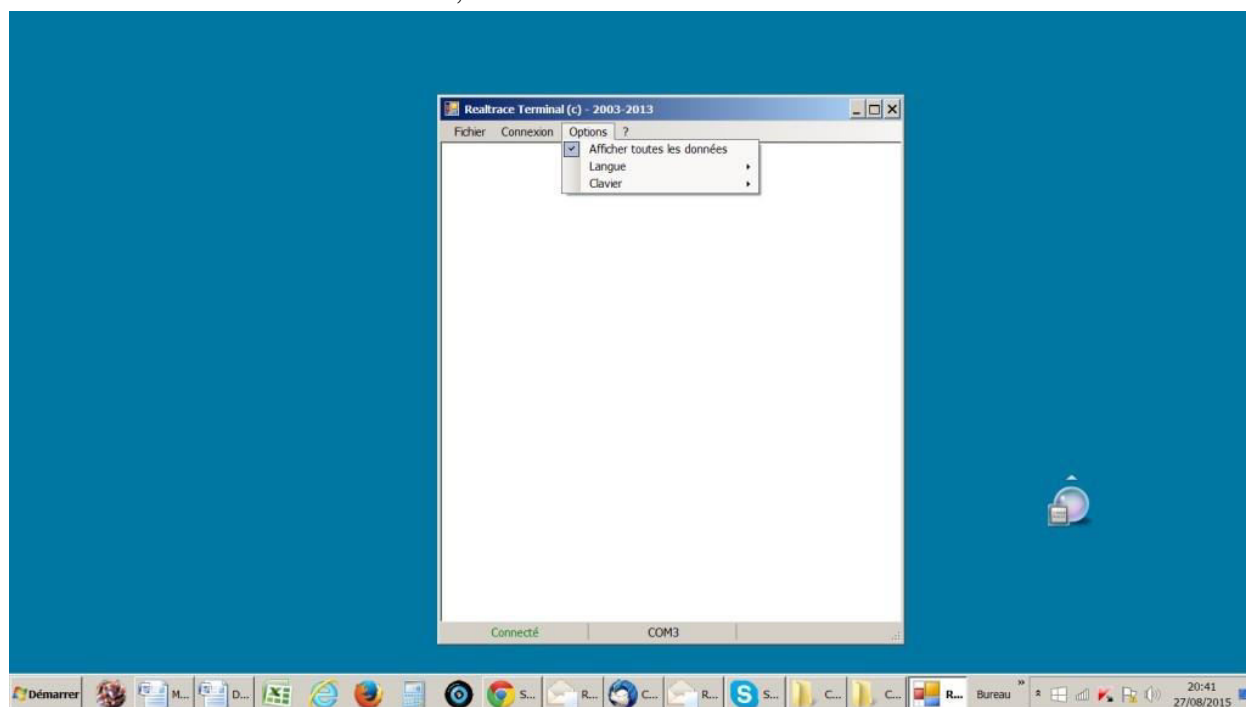 Realtrace Terminal (c) - 2003-2013
Fichier Connexion Options ?
Afficher toutes les données
Langue
Clavier
Connecté COM3
Démarrer M... D... S... R... C... R... S... C... C... R... Bureau » 20:41
27/08/2015